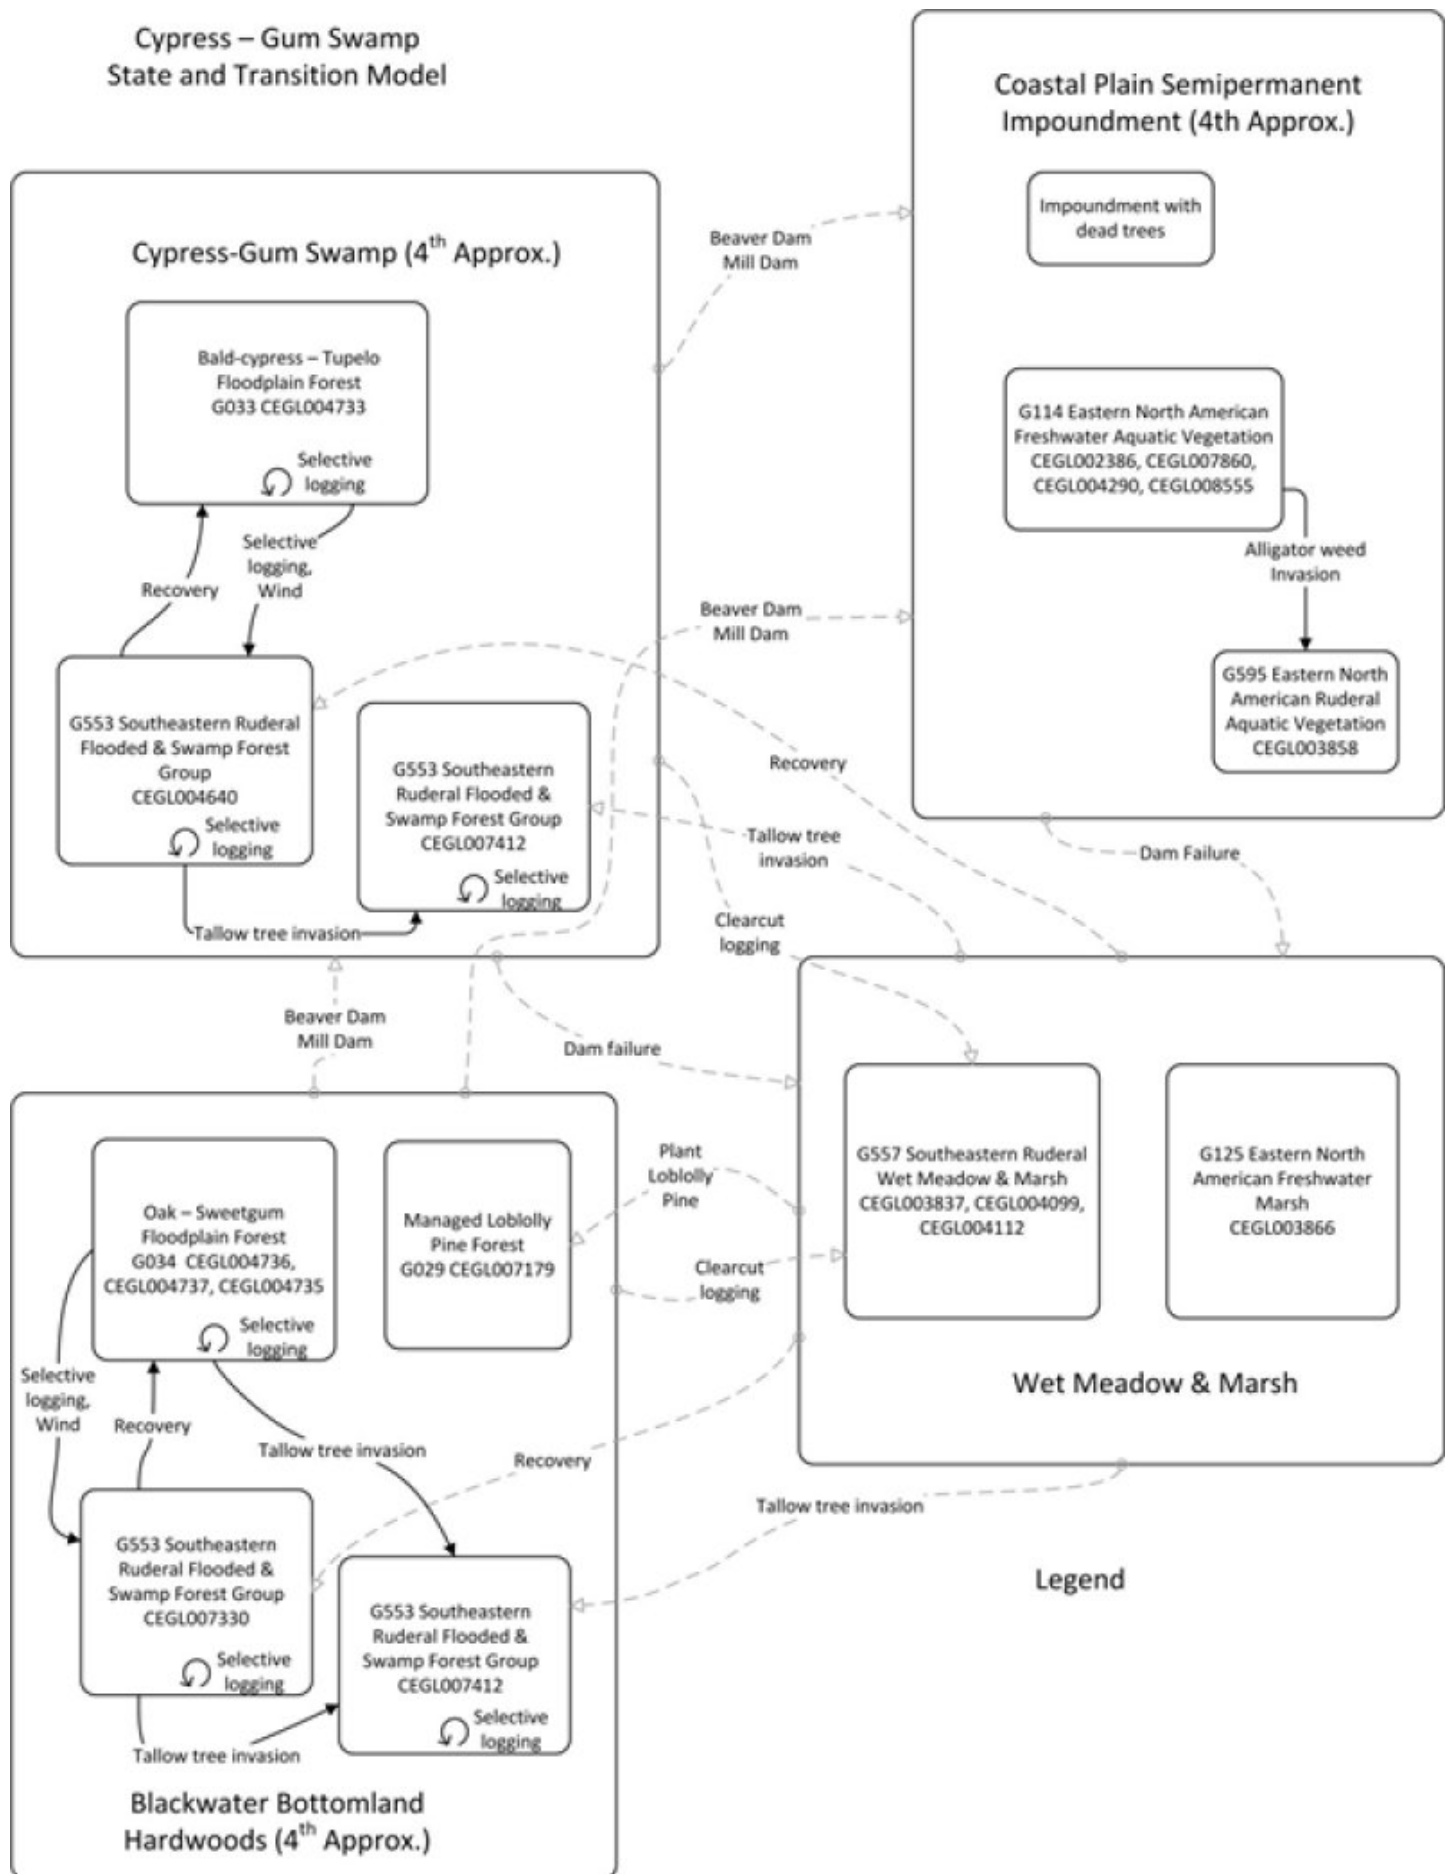 Cypress – Gum Swamp
State and Transition Model
Coastal Plain Semipermanent
Impoundment (4th Approx.)
Impoundment with
dead trees
Beaver Dam
Mill Dam
Cypress-Gum Swamp (4th Approx.)
Bald-cypress – Tupelo
Floodplain Forest
G033 CEGL004733
Selective
logging
G114 Eastern North American
Freshwater Aquatic Vegetation
CEGL002386, CEGL007860,
CEGL004290, CEGL008555
Selective
logging,
Wind
Recovery
Alligator weed
Invasion
Beaver Dam
Mill Dam
G553 Southeastern Ruderal
Flooded & Swamp Forest
Group
CEGL004640
Selective
logging
G553 Southeastern
Ruderal Flooded &
Swamp Forest Group
CEGL007412
Selective
logging
Tallow tree invasion
G595 Eastern North
American Ruderal
Aquatic Vegetation
CEGL003858
Recovery
Tallow tree
invasion
Dam Failure
Clearcut
logging
Beaver Dam
Mill Dam
Dam failure
Oak – Sweetgum
Floodplain Forest
G034 CEGL004736,
CEGL004737, CEGL004735
Selective
logging
Managed Loblolly
Pine Forest
G029 CEGL007179
Plant
Loblolly
Pine
Clearcut
logging
G557 Southeastern Ruderal
Wet Meadow & Marsh
CEGL003837, CEGL004099,
CEGL004112
G125 Eastern North
American Freshwater
Marsh
CEGL003866
Wet Meadow & Marsh
Selective
logging,
Wind
Recovery
Tallow tree invasion
Recovery
Tallow tree invasion
G553 Southeastern
Ruderal Flooded &
Swamp Forest Group
CEGL007330
Selective
logging
G553 Southeastern
Ruderal Flooded &
Swamp Forest Group
CEGL007412
Selective
logging
Tallow tree invasion
Legend
Blackwater Bottomland
Hardwoods (4th Approx.)